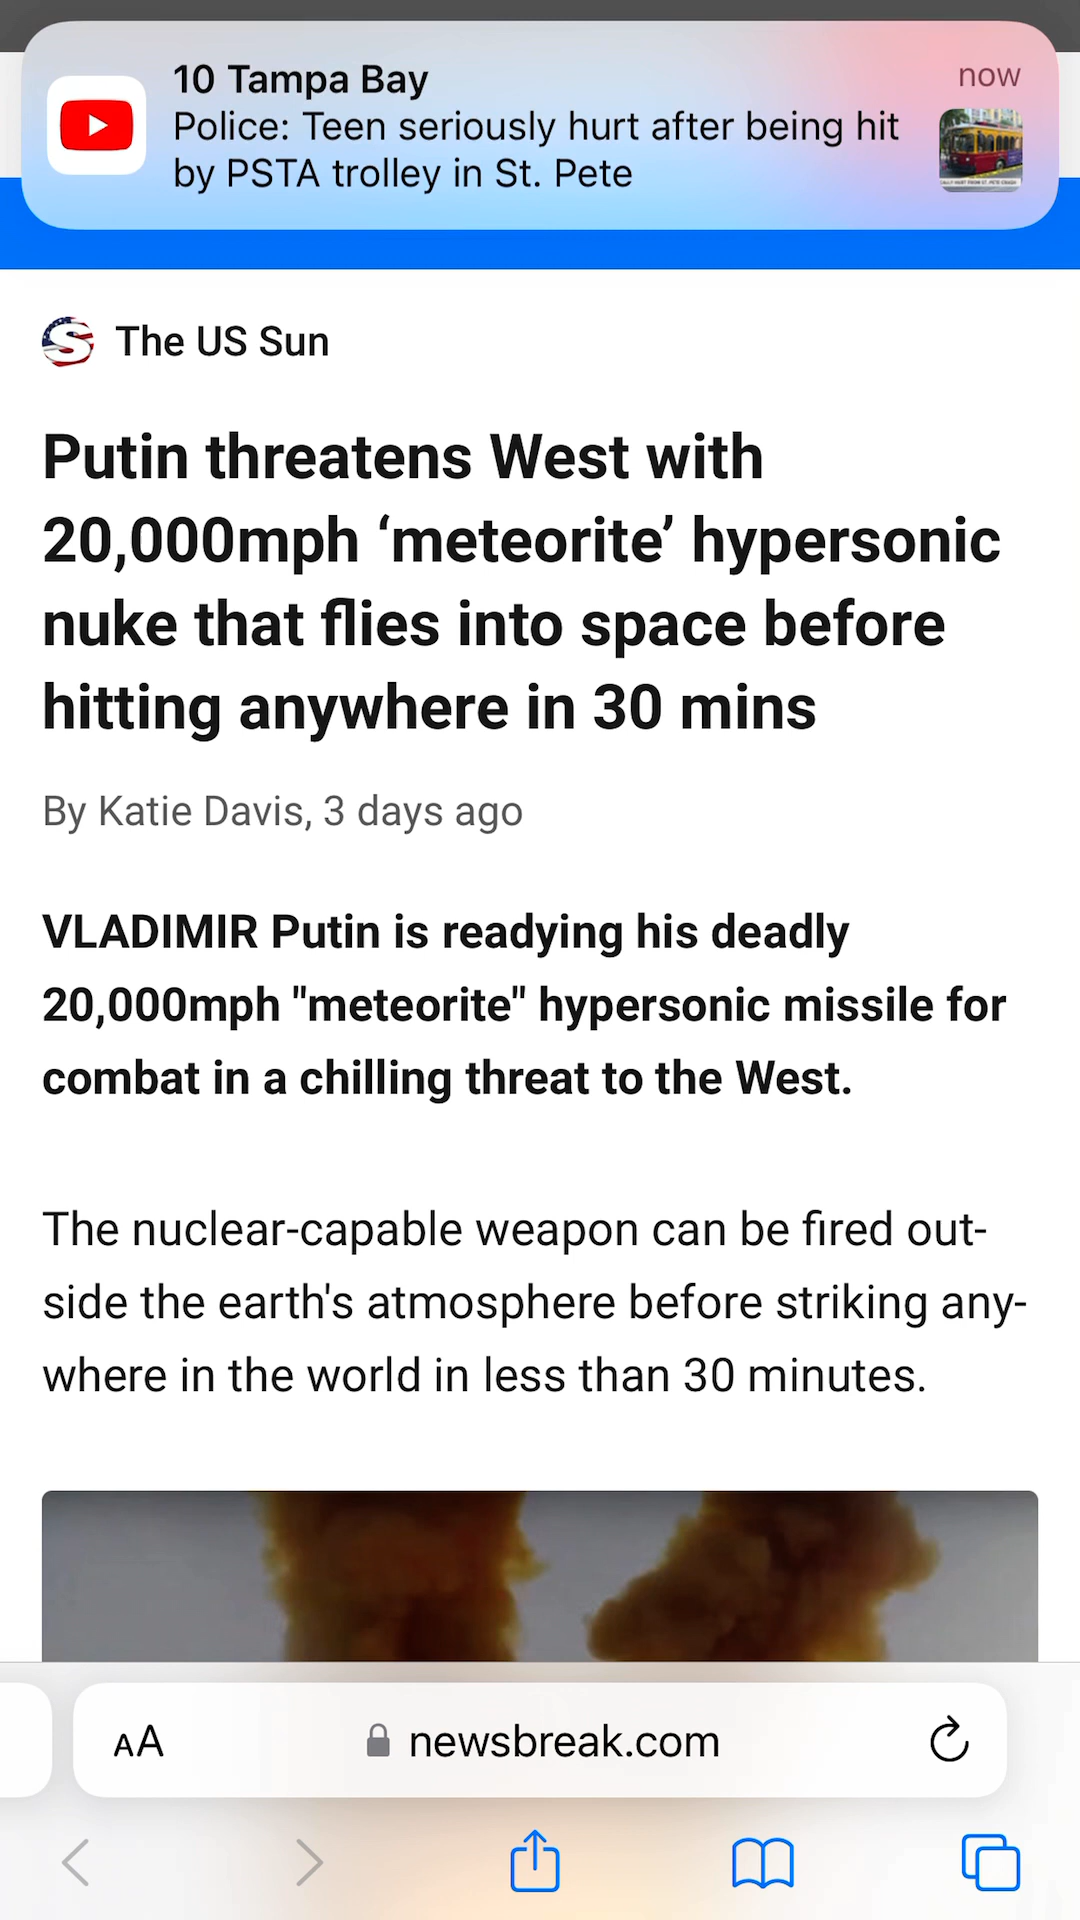 10 Tampa Bay
now
Police: Teen seriously hurt after being hit
by PSTA trolley in St. Pete
The US Sun
Putin threatens West with
20,000mph ‘meteorite’ hypersonic
nuke that flies into space before
hitting anywhere in 30 mins
By Katie Davis, 3 days ago
VLADIMIR Putin is readying his deadly
20,000mph "meteorite" hypersonic missile for
combat in a chilling threat to the West.
The nuclear-capable weapon can be fired out-
side the earth's atmosphere before striking any-
where in the world in less than 30 minutes.
AA
newsbreak.com